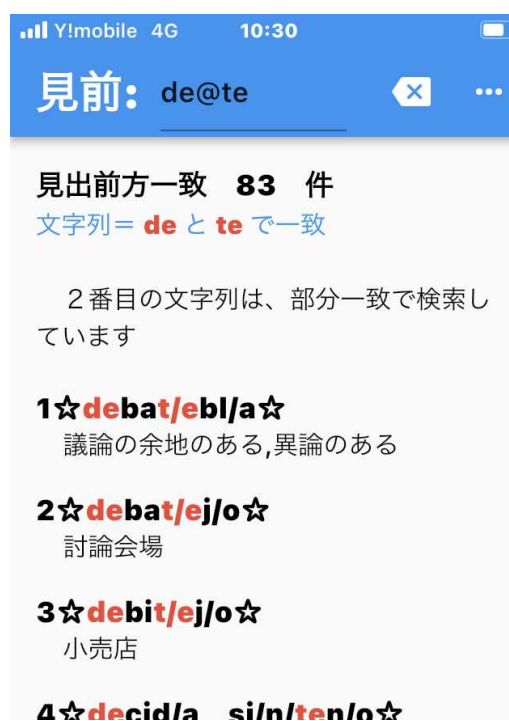 Y!mobile 4G 10:30
見前: de@te
見出前方一致 83 件
文字列= de と te で一致
２番目の文字列は、部分一致で検索し
ています
1☆debat/ebl/a☆
議論の余地のある,異論のある
2☆debat/ej/o☆
討論会場
3☆debit/ej/o☆
小売店
4☆decid/a si/n/ten/o☆